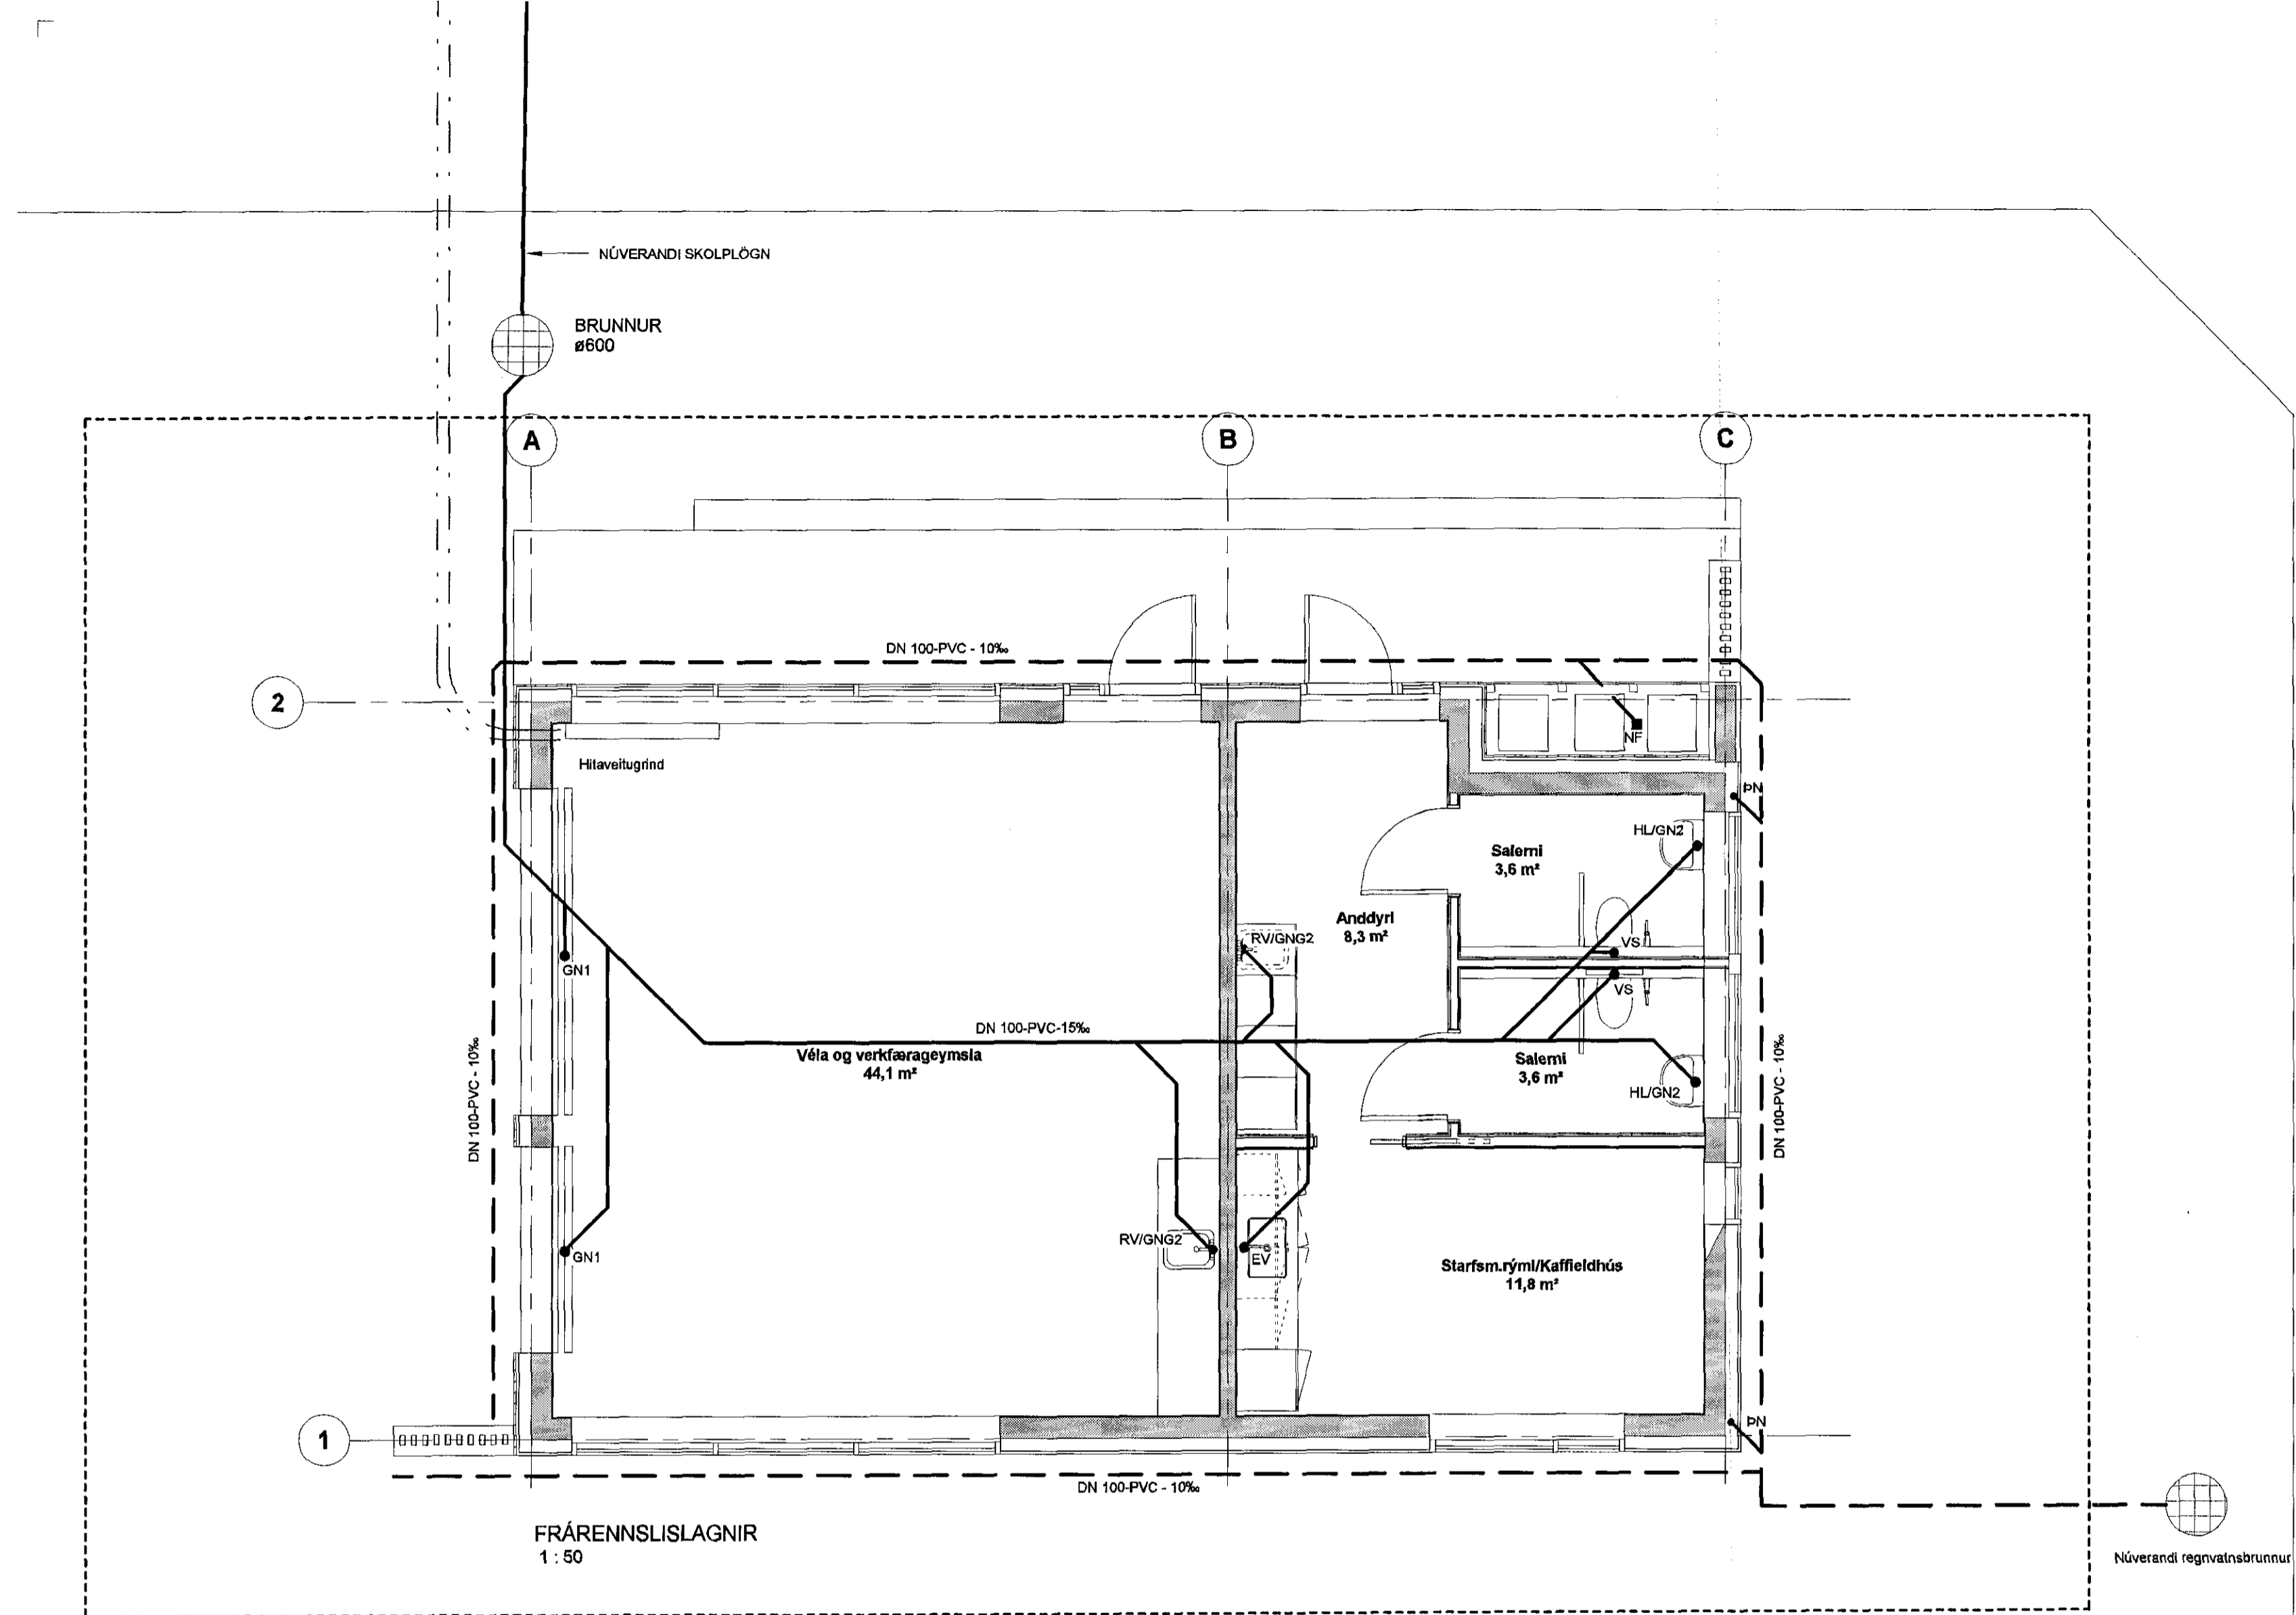 NÚVERANDI SKOLPLÖGN
BRUNNUR
ø600
A
B
C
DN 100-PVC - 10‰
2
NF
Hitaveitugrind
ÞN
HL/GN2
Salerni
3,6 m²
Anddyri
8,3 m²
RV/GNG2
VS
GN1
VS
DN 100-PVC-15‰
Véla og verkfærageymsla
44,1 m²
Salerni
3,6 m²
HL/GN2
DN 100-PVC - 10‰
DN 100-PVC - 10‰
RV/GNG2
EV
GN1
Starfsm.rými/Kaffieldhús
11,8 m²
ÞN
1
DN 100-PVC - 10‰
FRÁRENNSLISLAGNIR
1 : 50
Núverandi regnvatnsbrunnur